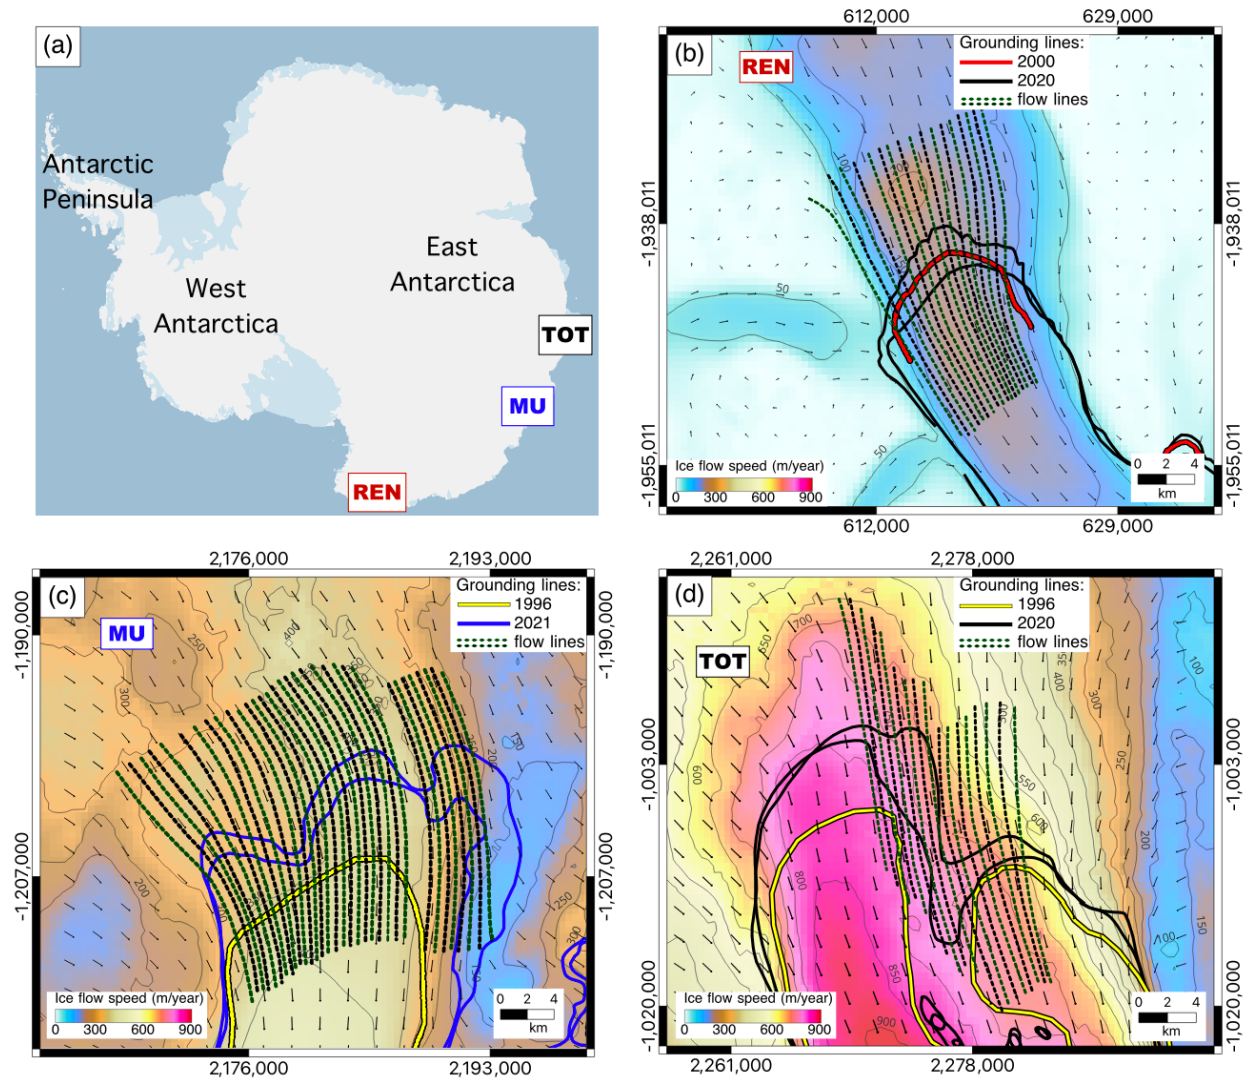 (a)
Antarctic
Peninsula
West
Antarctica
East
Antarctica
TOT
MU
REN
612,000
629,000
(b)
REN
Grounding lines:
2000
2020
flow lines
100
200
50
50
-1,938,011
-1,938,011
-1,955,011
-1,955,011
Ice flow speed (m/year)
0
300
600
900
0 2 4
km
612,000
629,000
2,176,000
2,193,000
(c)
MU
Grounding lines:
1996
2021
flow lines
-1,190,000
-1,190,000
250
400
300
200
150
200
250
300
-1,207,000
-1,207,000
Ice flow speed (m/year)
0
300
600
900
0 2 4
km
2,176,000
2,193,000
2,261,000
2,278,000
(d)
TOT
Grounding lines:
1996
2020
flow lines
700
550
600
350
400
300
100
500
550
600
250
200
150
800
850
900
-1,003,000
-1,003,000
-1,020,000
-1,020,000
Ice flow speed (m/year)
0
300
600
900
0 2 4
km
2,261,000
2,278,000